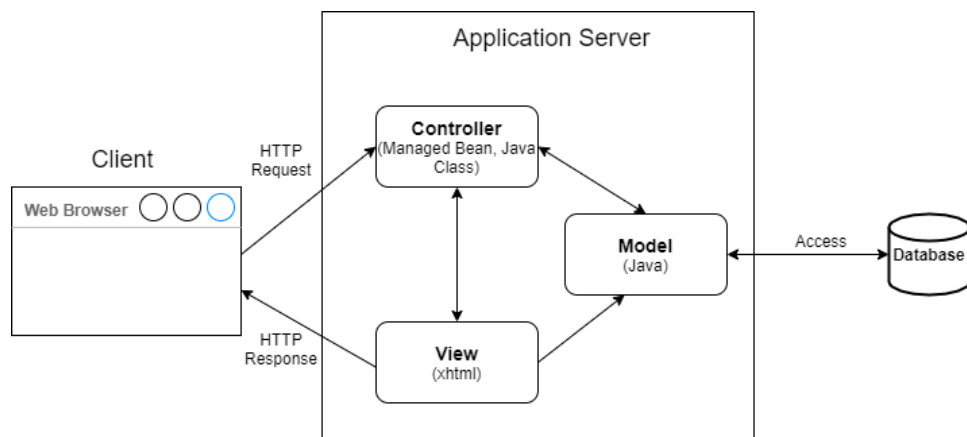 Application Server
Controller
(Managed Bean, Java
Class)
HTTP
Request
Client
Web Browser
Model
(Java)
Access
Database
HTTP
Response
View
(xhtml)